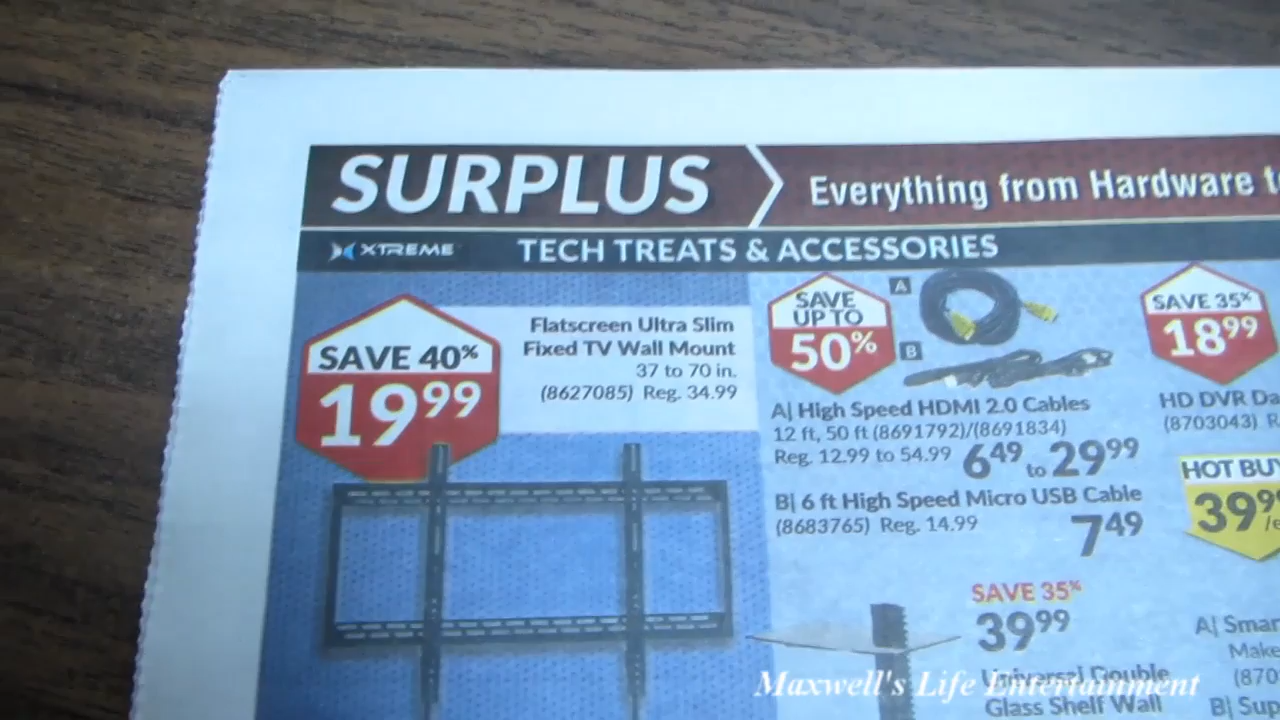 SURPLUS
Everything from Hardware
XTREME
TECH TREATS & ACCESSORIES
SAVE 40%
19.99
Flatscreen Ultra Slim
Fixed TV Wall Mount
37 to 70 in.
(8627085) Reg. 34.99
SAVE
UP TO
50%
A
B
A| High Speed HDMI 2.0 Cables
12 ft, 50 ft (8691792)/(8691834)
Reg. 12.99 to 54.99 6.49 to 29.99
B| 6 ft High Speed Micro USB Cable
(8683765) Reg. 14.99
7.49
SAVE 35%
39.99
Universal Double
Glass Shelf Wall
SAVE 35%
18.99
HD DVR
(8703043)
HOT
39
A|
Make
B|
Maxwell's Life Entertainment